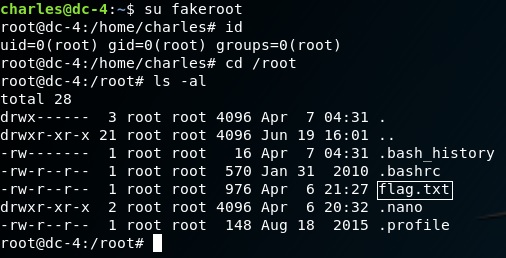 charles@dc-4:~$ su fakeroot
root@dc-4:/home/charles# id
uid=0(root) gid=0(root) groups=0(root)
root@dc-4:/home/charles# cd /root
root@dc-4:/root# ls -al
total 28
drwx------  3 root root 4096 Apr  7 04:31 .
drwxr-xr-x 21 root root 4096 Jun 19 16:01 ..
-rw-------  1 root root   16 Apr  7 04:31 .bash_history
-rw-r--r--  1 root root  570 Jan 31  2010 .bashrc
-rw-r--r--  1 root root  976 Apr  6 21:27 flag.txt
drwxr-xr-x  2 root root 4096 Apr  6 20:32 .nano
-rw-r--r--  1 root root  148 Aug 18  2015 .profile
root@dc-4:/root#